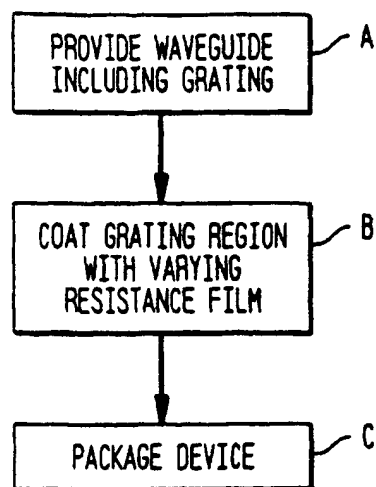 PROVIDE WAVEGUIDE
INCLUDING GRATING
A
COAT GRATING REGION
WITH VARYING
RESISTANCE FILM
B
PACKAGE DEVICE
C